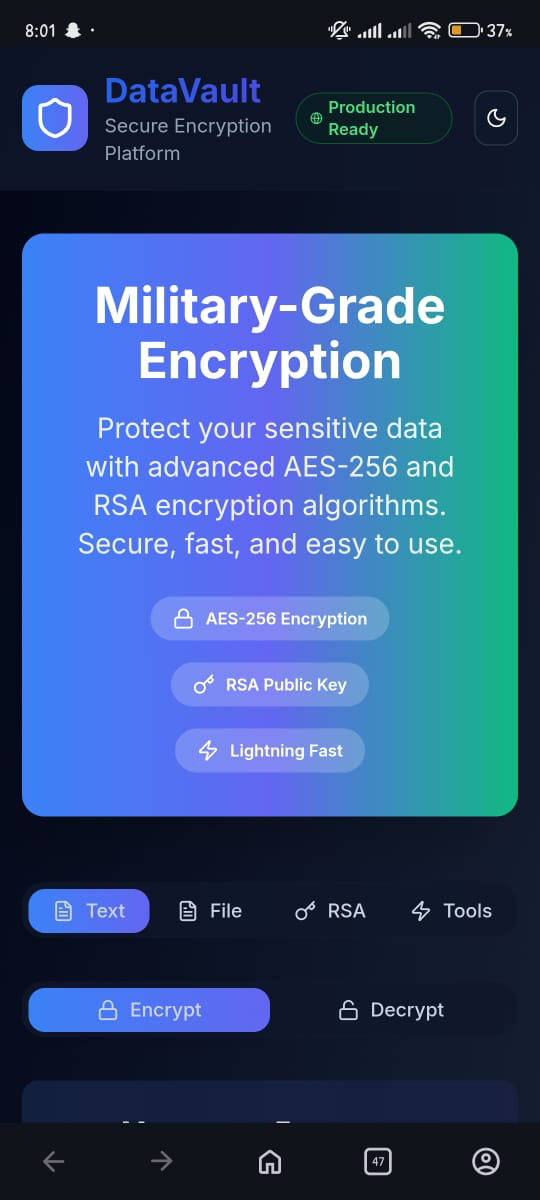 8:01
37%
DataVault
Secure Encryption
Platform
Production
Ready
Military-Grade
Encryption
Protect your sensitive data
with advanced AES-256 and
RSA encryption algorithms.
Secure, fast, and easy to use.
AES-256 Encryption
RSA Public Key
Lightning Fast
Text
File
RSA
Tools
Encrypt
Decrypt
47